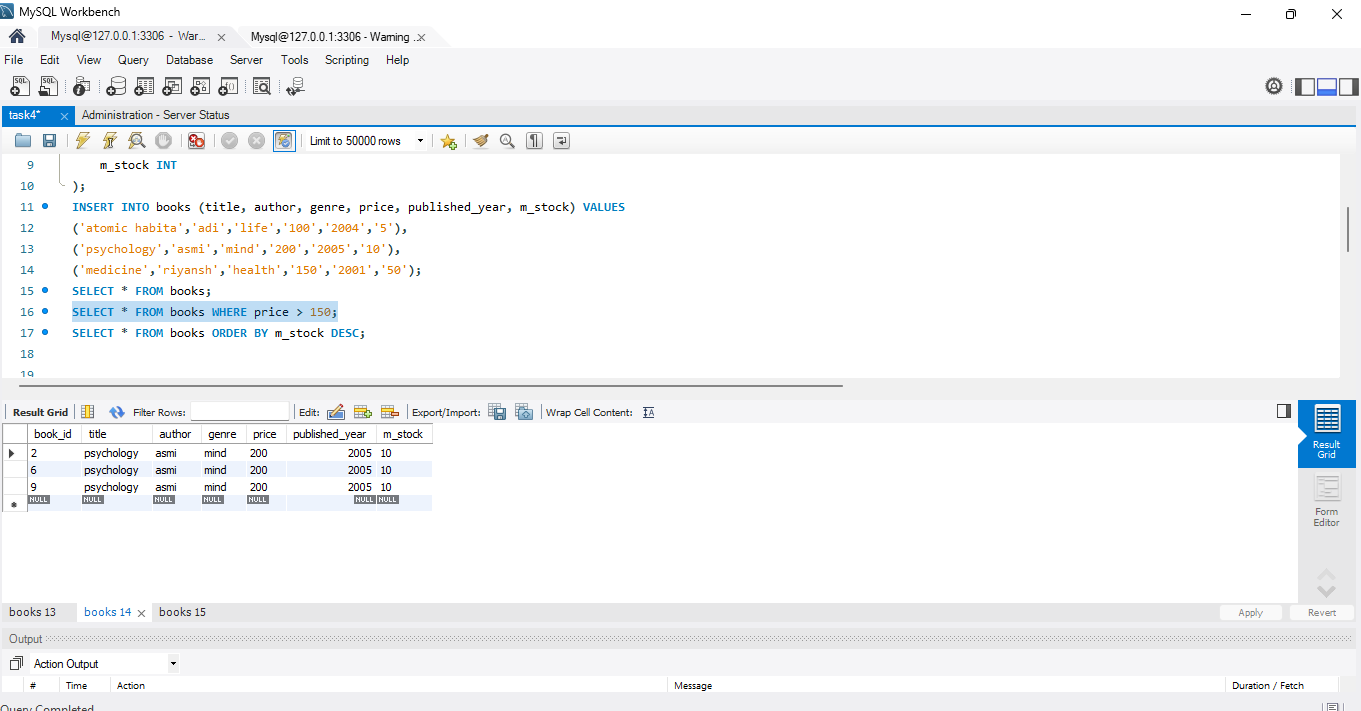 MySQL Workbench
Mysql@127.0.0.1:3306 - War... x Mysql@127.0.0.1:3306 - Warning ... x
File Edit View Query Database Server Tools Scripting Help
task4* x Administration - Server Status
Limit to 50000 rows
9 m_stock INT
10 );
11 INSERT INTO books (title, author, genre, price, published_year, m_stock) VALUES
12 ('atomic habita','adi','life','100','2004','5'),
13 ('psychology','asmi','mind','200','2005','10'),
14 ('medicine','riyansh','health','150','2001','50');
15 SELECT * FROM books;
16 SELECT * FROM books WHERE price > 150;
17 SELECT * FROM books ORDER BY m_stock DESC;
18
19
Result Grid Filter Rows: Edit: Export/Import: Wrap Cell Content: IA
book_id title author genre price published_year m_stock
2 psychology asmi mind 200 2005 10
6 psychology asmi mind 200 2005 10
9 psychology asmi mind 200 2005 10
NULL NULL NULL NULL NULL NULL NULL
Result
Grid
Form
Editor
books 13 books 14 x books 15
Apply Revert
Output
Action Output
# Time Action Message Duration / Fetch
Query Completed